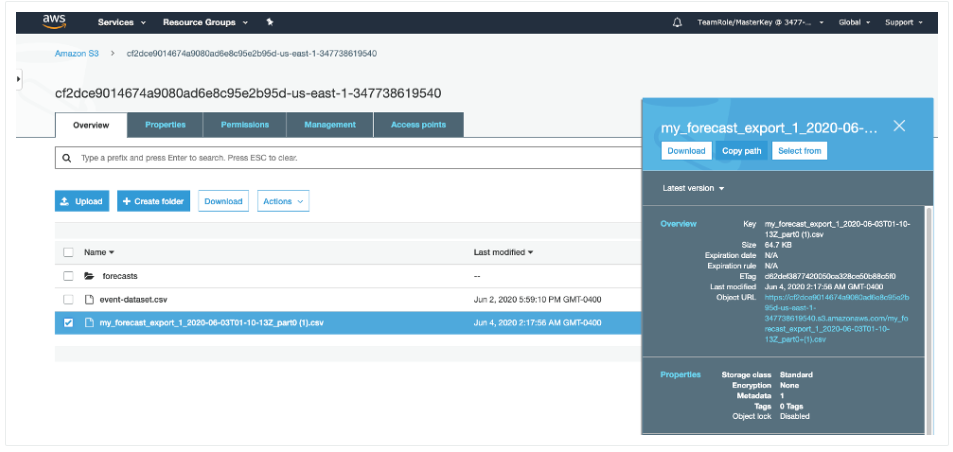 aws Services Resource Groups TeamRole/MasterKey @ 3477-... Global Support
Amazon S3 > cf2dce9014674a9080ad6e8c95e2b95d-us-east-1-347738619540
cf2dce9014674a9080ad6e8c95e2b95d-us-east-1-347738619540
Overview Properties Permissions Management Access points
Type a prefix and press Enter to search. Press ESC to clear.
Upload + Create folder Download Actions
Name Last modified
forecasts --
event-dataset.csv Jun 2, 2020 5:59:10 PM GMT-0400
my_forecast_export_1_2020-06-03T01-10-13Z_part0 (1).csv Jun 4, 2020 2:17:56 AM GMT-0400
my_forecast_export_1_2020-06-...
Download Copy path Select from
Latest version
Overview Key my_forecast_export_1_2020-06-03T01-10-
13Z_part0 (1).csv
Size 64.7 KB
Expiration date N/A
Expiration rule N/A
ETag
Last modified Jun 4, 2020 2:17:56 AM GMT-0400
Object URL https://cf2dce9014674a9080ad6e8c95e2b
95d-us-east-1-
347738619540.s3.amazonaws.com/my_fo
recast_export_1_2020-06-03T01-10-
13Z_part0+(1).csv
Properties Storage class Standard
Encryption None
Metadata 1
Tags 0 Tags
Object lock Disabled